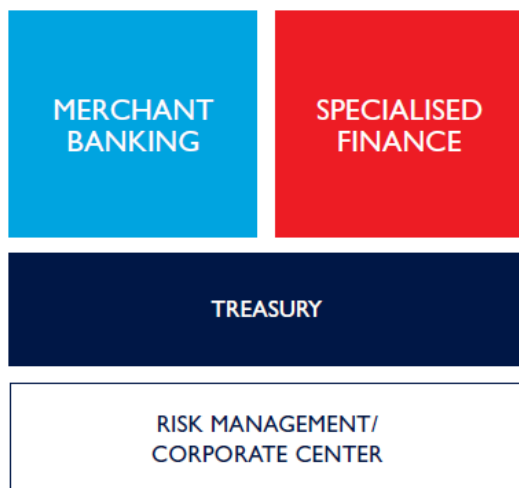 MERCHANT
BANKING
SPECIALISED
FINANCE
TREASURY
RISK MANAGEMENT/
CORPORATE CENTER